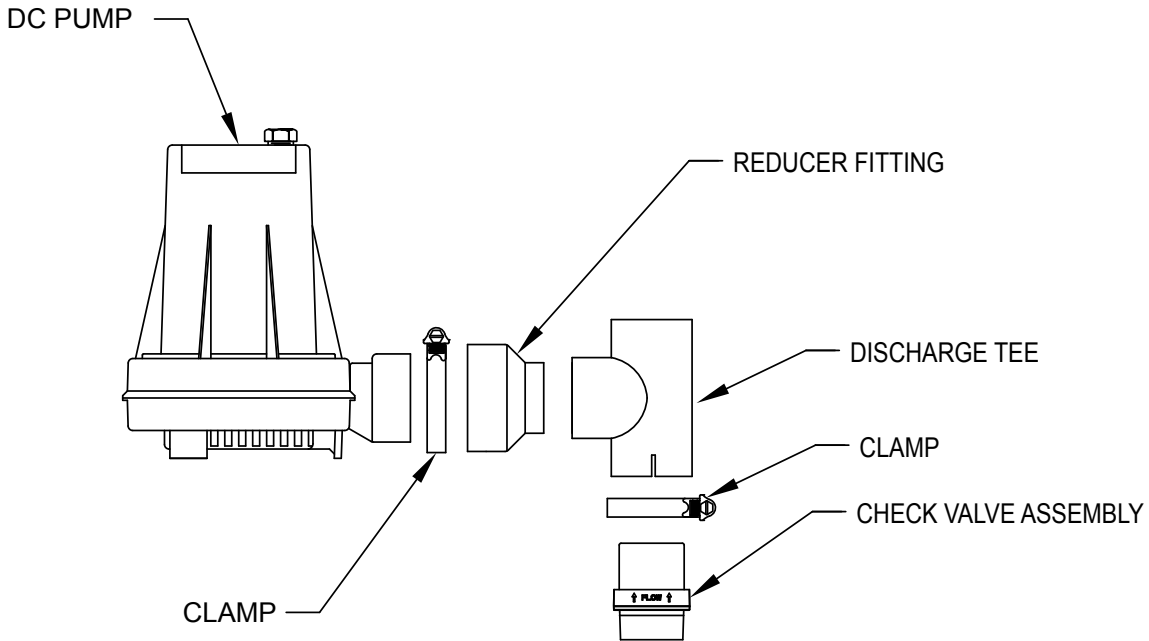 DC PUMP
REDUCER FITTING
DISCHARGE TEE
CLAMP
CHECK VALVE ASSEMBLY
CLAMP
↑ FLOW ↑